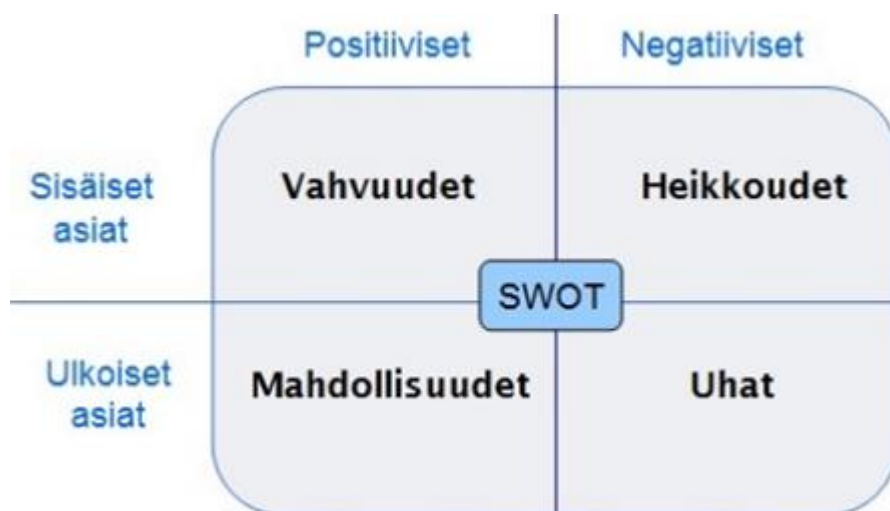 Positiiviset Negatiiviset
Sisäiset
asiat
Vahvuudet Heikkoudet
SWOT
Ulkoiset
asiat
Mahdollisuudet Uhat